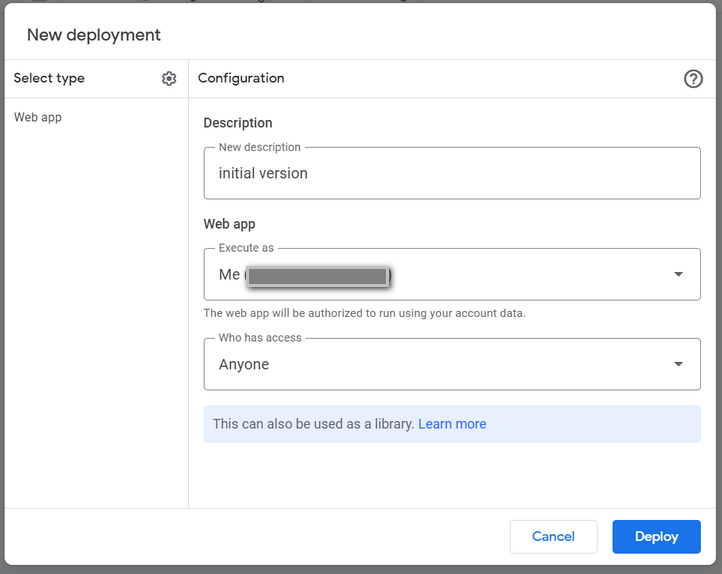 New deployment
Select type
Configuration
Web app
Description
New description
initial version
Web app
Execute as
Me (
The web app will be authorized to run using your account data.
Who has access
Anyone
This can also be used as a library. Learn more
Cancel
Deploy